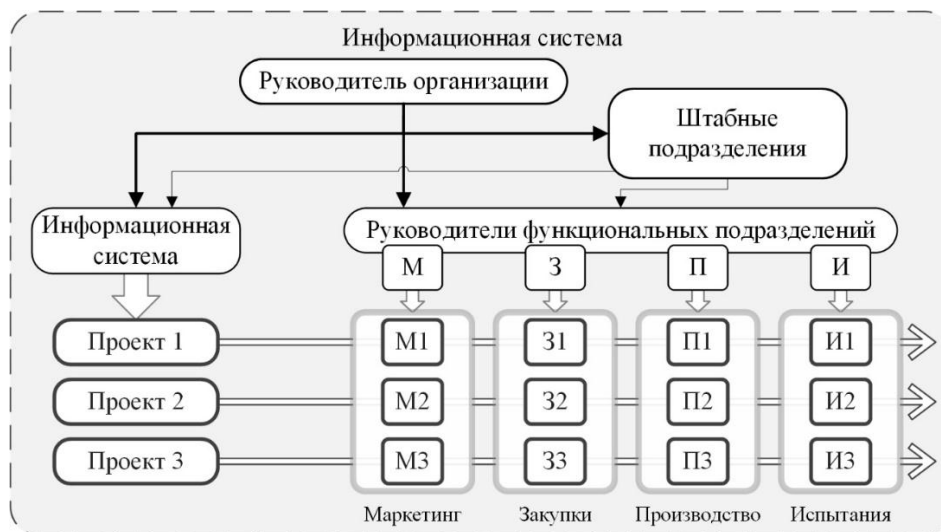 Информационная система
Руководитель организации
Штабные
подразделения
Информационная
система
Руководители функциональных подразделений
М З П И
Проект 1 М1 З1 П1 И1
Проект 2 М2 З2 П2 И2
Проект 3 М3 З3 П3 И3
Маркетинг Закупки Производство Испытания